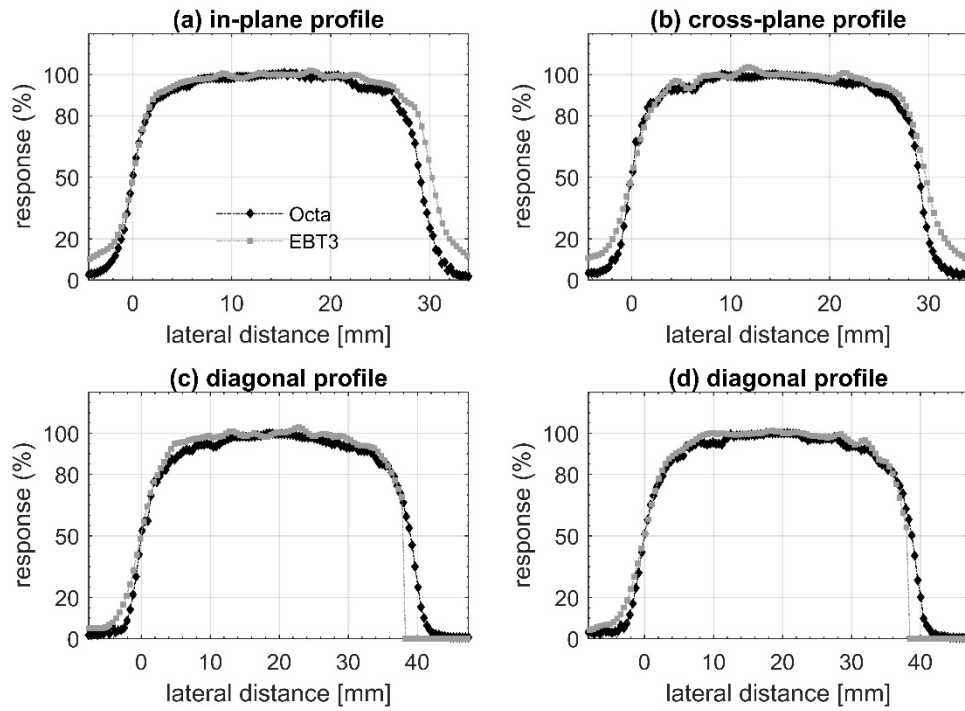 (a) in-plane profile
response (%)
100
80
50
20
0
Octa
EBT3
0 10 20 30
lateral distance [mm]
(b) cross-plane profile
response (%)
100
80
50
20
0
0 10 20 30
lateral distance [mm]
(c) diagonal profile
response (%)
100
80
50
20
0
0 10 20 30 40
lateral distance [mm]
(d) diagonal profile
response (%)
100
80
50
20
0
0 10 20 30 40
lateral distance [mm]